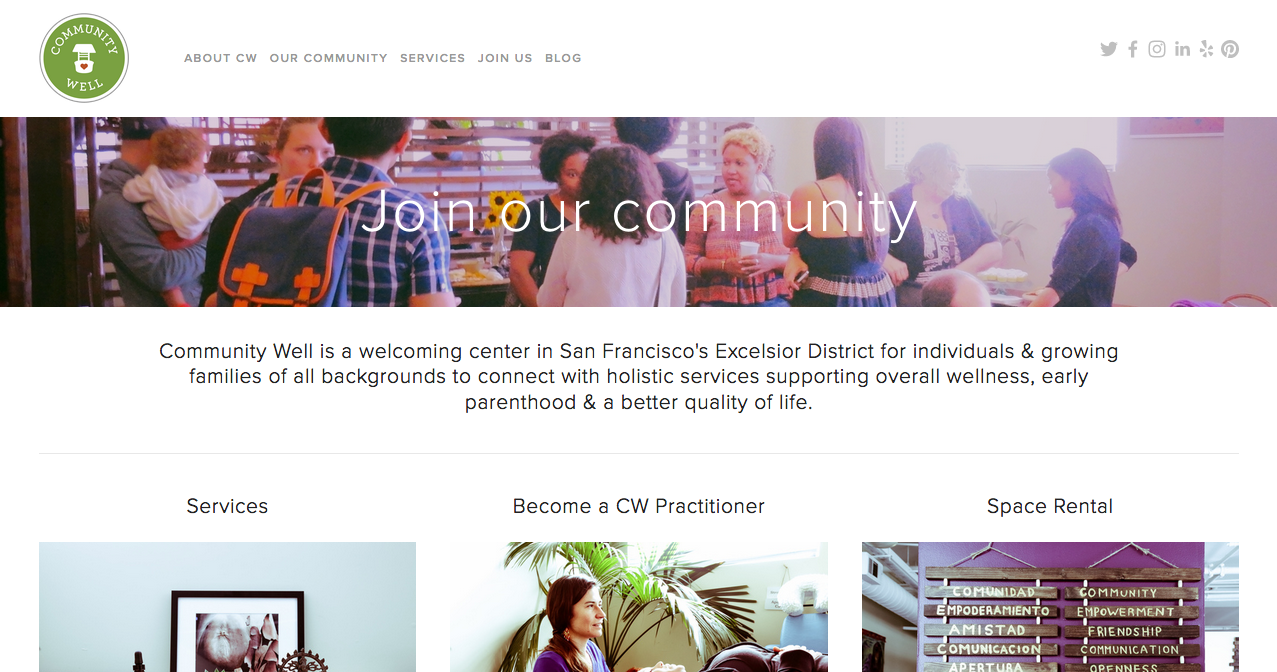 COMMUNITY
WELL
ABOUT CW
OUR COMMUNITY
SERVICES
JOIN US
BLOG
Join our community
Community Well is a welcoming center in San Francisco's Excelsior District for individuals & growing
families of all backgrounds to connect with holistic services supporting overall wellness, early
parenthood & a better quality of life.
Services
Become a CW Practitioner
Space Rental
COMUNIDAD
COMMUNITY
EMPODERAMIENTO
EMPOWERMENT
AMISTAD
FRIENDSHIP
COMUNICACION
COMMUNICATION
APERTURA
OPENNESS